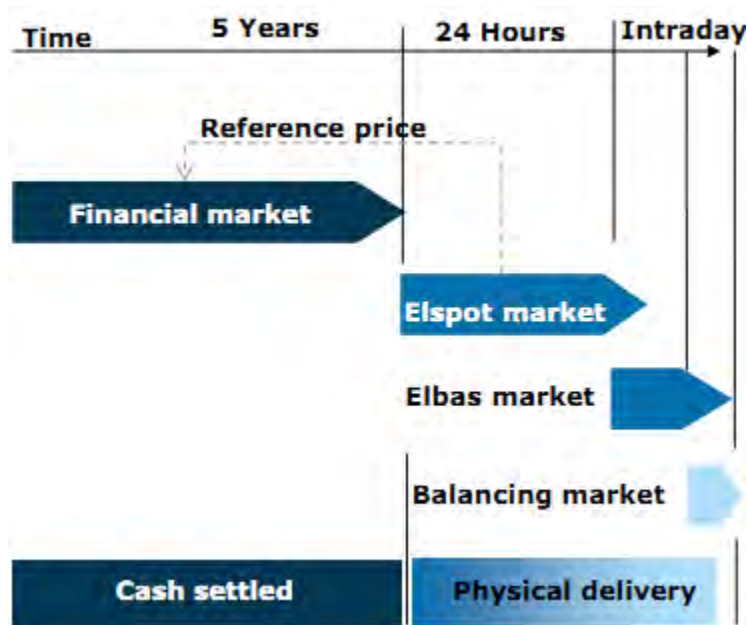 Time
5 Years
24 Hours
Intraday
Reference price
Financial market
Elspot market
Elbas market
Balancing market
Cash settled
Physical delivery